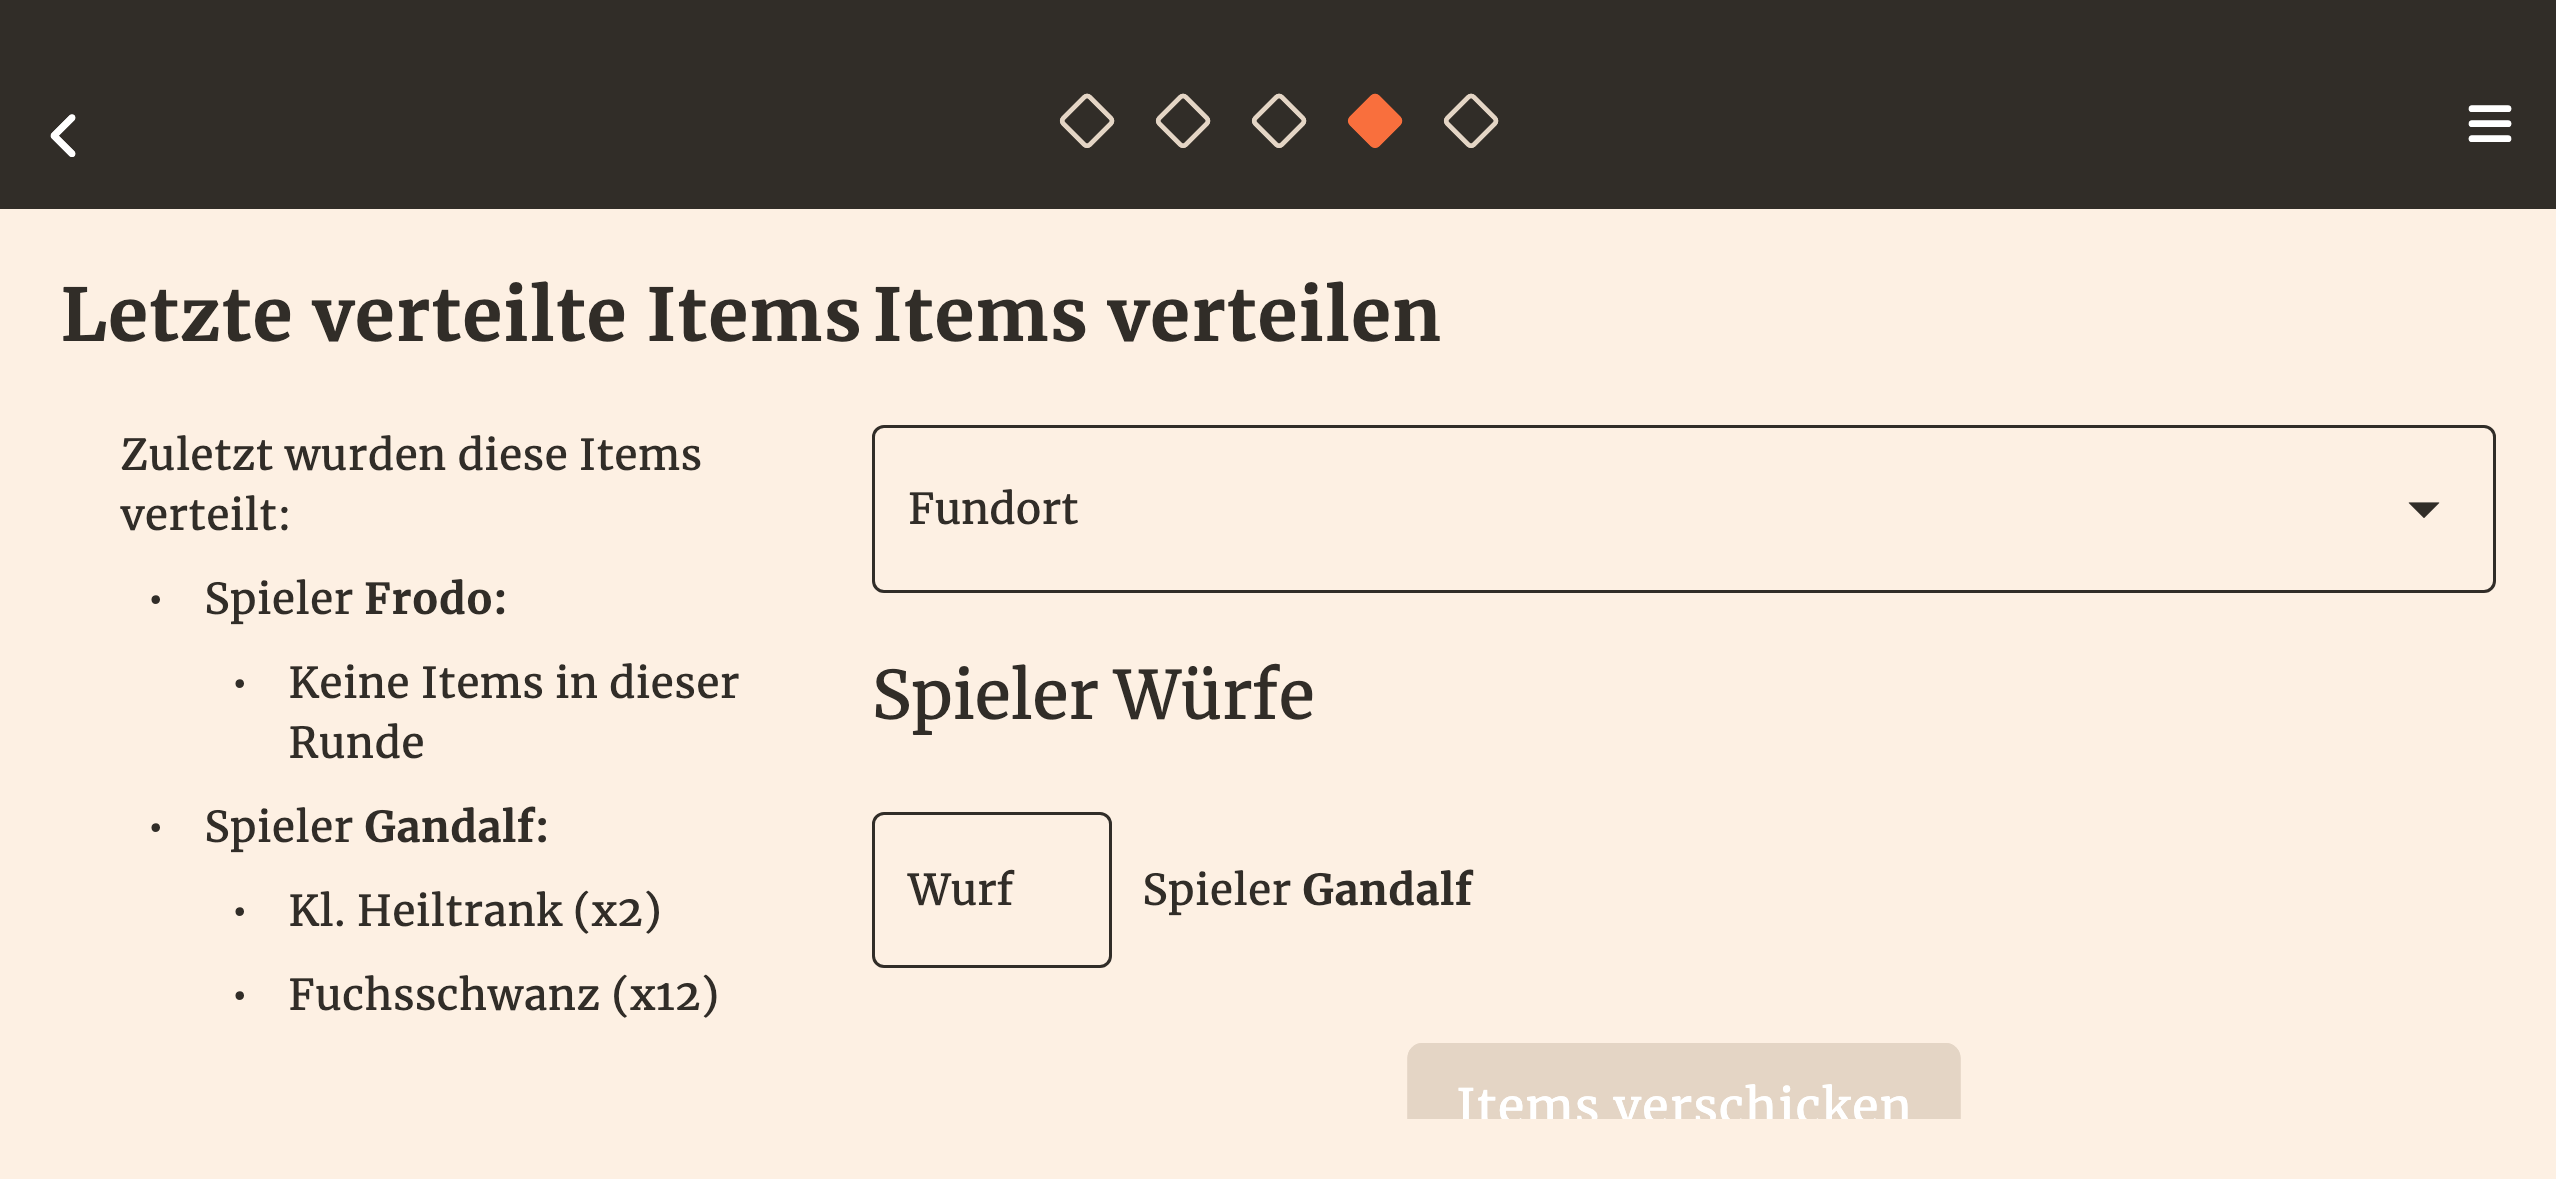 Letzte verteilte Items
Zuletzt wurden diese Items
verteilt:
• Spieler Frodo:
• Keine Items in dieser
Runde
• Spieler Gandalf:
• Kl. Heiltrank (x2)
• Fuchsschwanz (x12)
Items verteilen
Fundort
Spieler Würfe
Wurf
Spieler Gandalf
Items verschicken